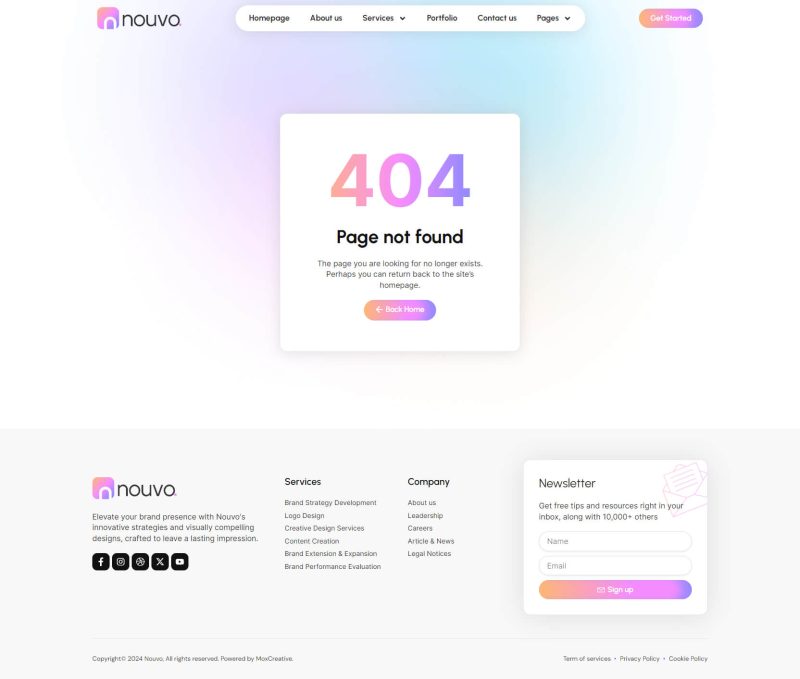 nouvo.
Homepage About us Services Portfolio Contact us Pages
Get Started
404
Page not found
The page you are looking for no longer exists.
Perhaps you can return back to the site's
homepage.
Back Home
nouvo.
Elevate your brand presence with Nouvo's
innovative strategies and visually compelling
designs, crafted to leave a lasting impression.
Services
Brand Strategy Development
Logo Design
Creative Design Services
Content Creation
Brand Extension & Expansion
Brand Performance Evaluation
Company
About us
Leadership
Careers
Article & News
Legal Notices
Newsletter
Get free tips and resources right in your
inbox, along with 10,000+ others
Name
Email
Sign up
Copyright© 2024 Nouvo, All rights reserved. Powered by MoxCreative.
Term of services • Privacy Policy • Cookie Policy